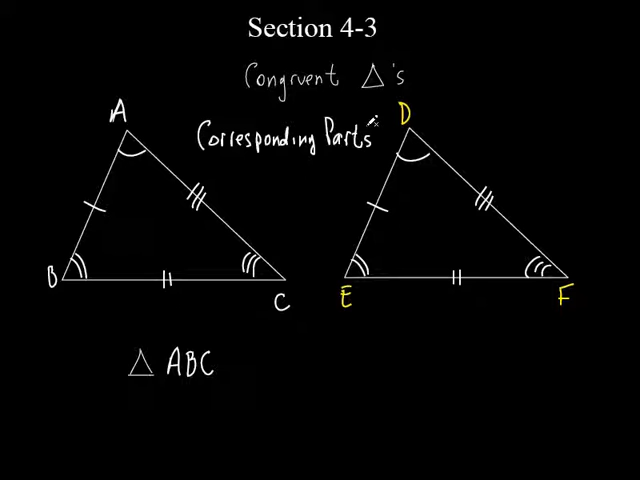 Section 4-3
Congruent △'s
Corresponding Parts
A
D
B
C
E
F
△ ABC